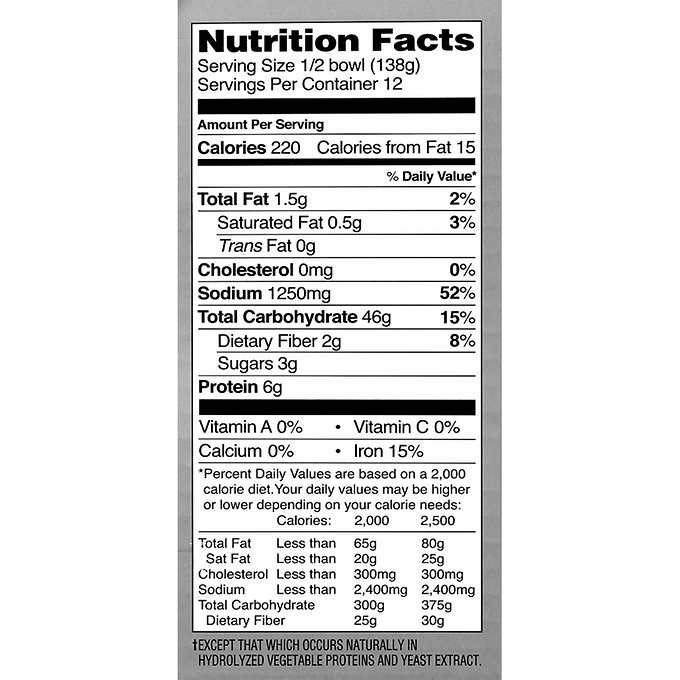 Nutrition Facts
Serving Size 1/2 bowl (138g)
Servings Per Container 12
Amount Per Serving
Calories 220 Calories from Fat 15
% Daily Value*
Total Fat 1.5g 2%
Saturated Fat 0.5g 3%
Trans Fat 0g
Cholesterol 0mg 0%
Sodium 1250mg 52%
Total Carbohydrate 46g 15%
Dietary Fiber 2g 8%
Sugars 3g
Protein 6g
Vitamin A 0% • Vitamin C 0%
Calcium 0% • Iron 15%
*Percent Daily Values are based on a 2,000
calorie diet.Your daily values may be higher
or lower depending on your calorie needs:
Calories: 2,000 2,500
Total Fat Less than 65g 80g
Sat Fat Less than 20g 25g
Cholesterol Less than 300mg 300mg
Sodium Less than 2,400mg 2,400mg
Total Carbohydrate 300g 375g
Dietary Fiber 25g 30g
†EXCEPT THAT WHICH OCCURS NATURALLY IN
HYDROLYZED VEGETABLE PROTEINS AND YEAST EXTRACT.